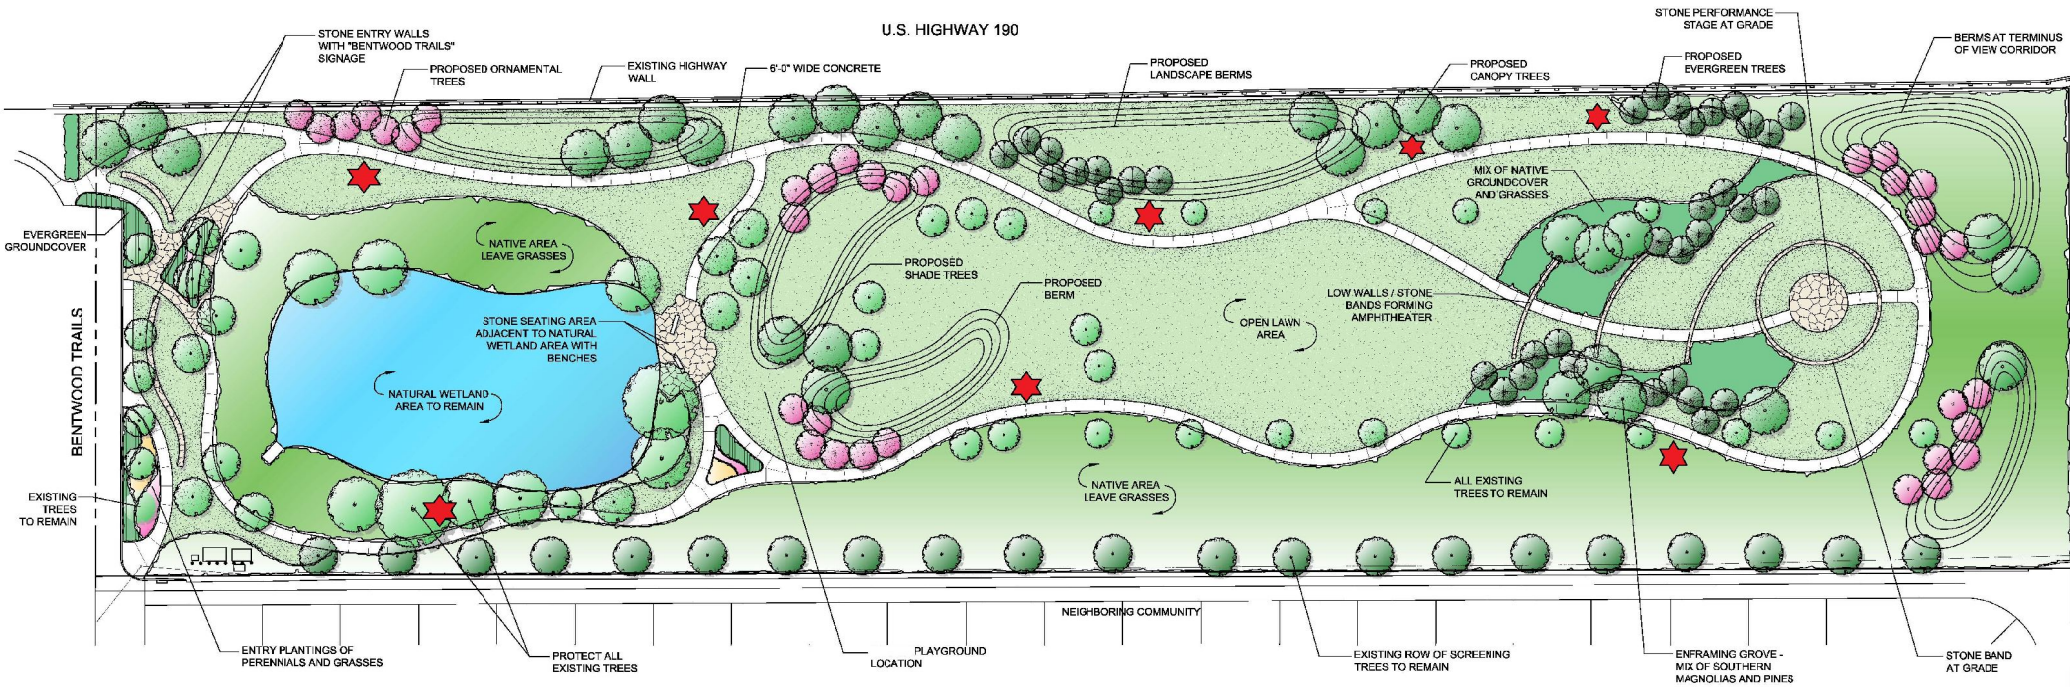 U.S. HIGHWAY 190
STONE ENTRY WALLS
WITH "BENTWOOD TRAILS"
SIGNAGE
PROPOSED ORNAMENTAL
TREES
EXISTING HIGHWAY
WALL
6'-0" WIDE CONCRETE
PROPOSED
LANDSCAPE BERMS
PROPOSED
CANOPY TREES
STONE PERFORMANCE
STAGE AT GRADE
PROPOSED
EVERGREEN TREES
BERMS AT TERMINUS
OF VIEW CORRIDOR
EVERGREEN
GROUNDCOVER
NATIVE AREA
LEAVE GRASSES
MIX OF NATIVE
GROUNDCOVER
AND GRASSES
PROPOSED
SHADE TREES
PROPOSED
BERM
STONE SEATING AREA
ADJACENT TO NATURAL
WETLAND AREA WITH
BENCHES
OPEN LAWN
AREA
LOW WALLS / STONE
BANDS FORMING
AMPHITHEATER
NATURAL WETLAND
AREA TO REMAIN
BENTWOOD TRAILS
NATIVE AREA
LEAVE GRASSES
ALL EXISTING
TREES TO REMAIN
EXISTING
TREES
TO REMAIN
NEIGHBORING COMMUNITY
ENTRY PLANTINGS OF
PERENNIALS AND GRASSES
PROTECT ALL
EXISTING TREES
PLAYGROUND
LOCATION
EXISTING ROW OF SCREENING
TREES TO REMAIN
ENFRAMING GROVE -
MIX OF SOUTHERN
MAGNOLIAS AND PINES
STONE BAND
AT GRADE